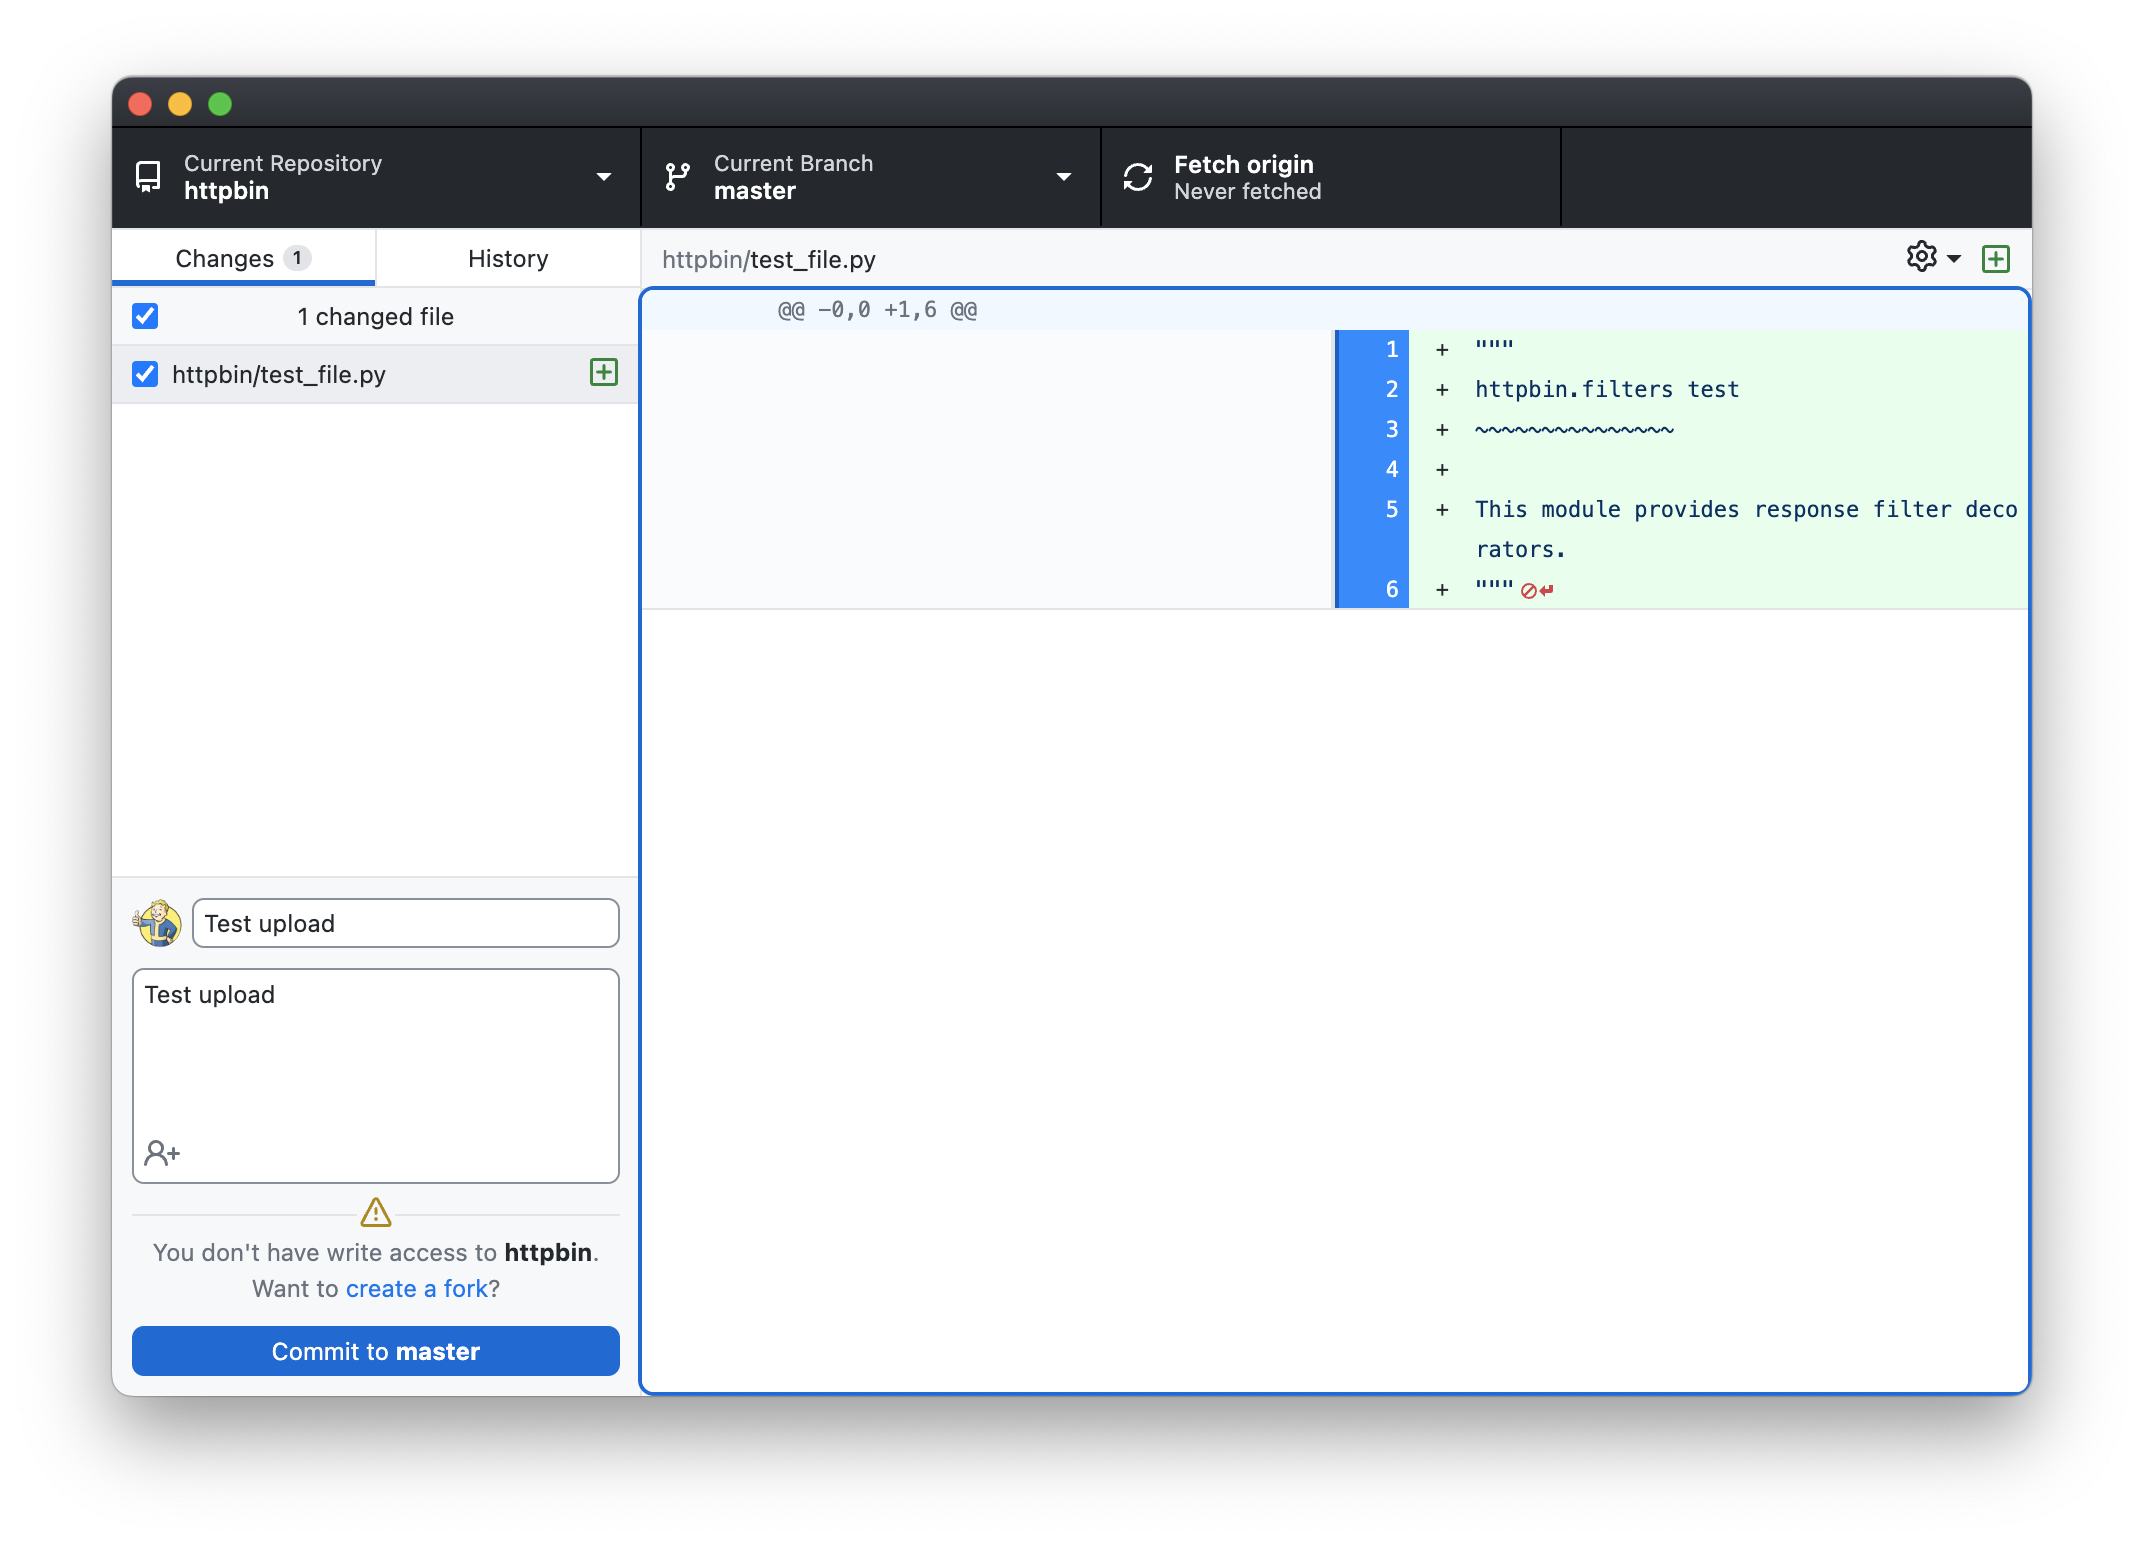 Current Repository
httpbin
Current Branch
master
Fetch origin
Never fetched
Changes 1
History
httpbin/test_file.py
1 changed file
httpbin/test_file.py
@@ -0,0 +1,6 @@
1 + """
2 + httpbin.filters test
3 + ~~~~~~~~~~~~~~~
4 +
5 + This module provides response filter deco
rators.
6 + """
Test upload
Test upload
You don't have write access to httpbin.
Want to create a fork?
Commit to master